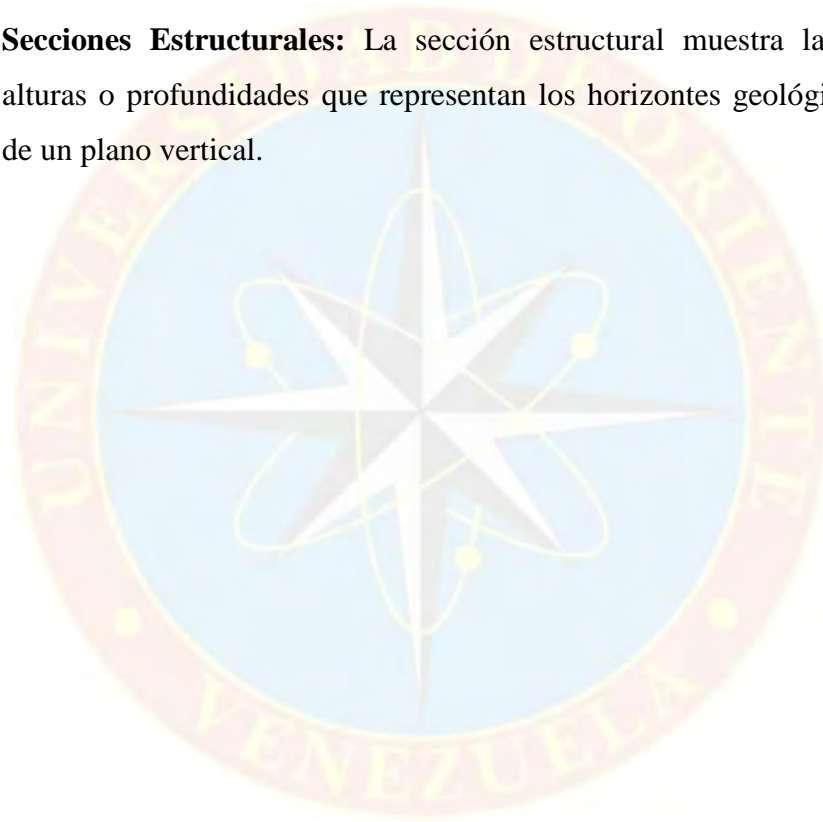 Secciones Estructurales: La sección estructural muestra la
alturas o profundidades que representan los horizontes geológi
de un plano vertical.
UNIVERSIDAD DE ORIENTE
VENEZUELA